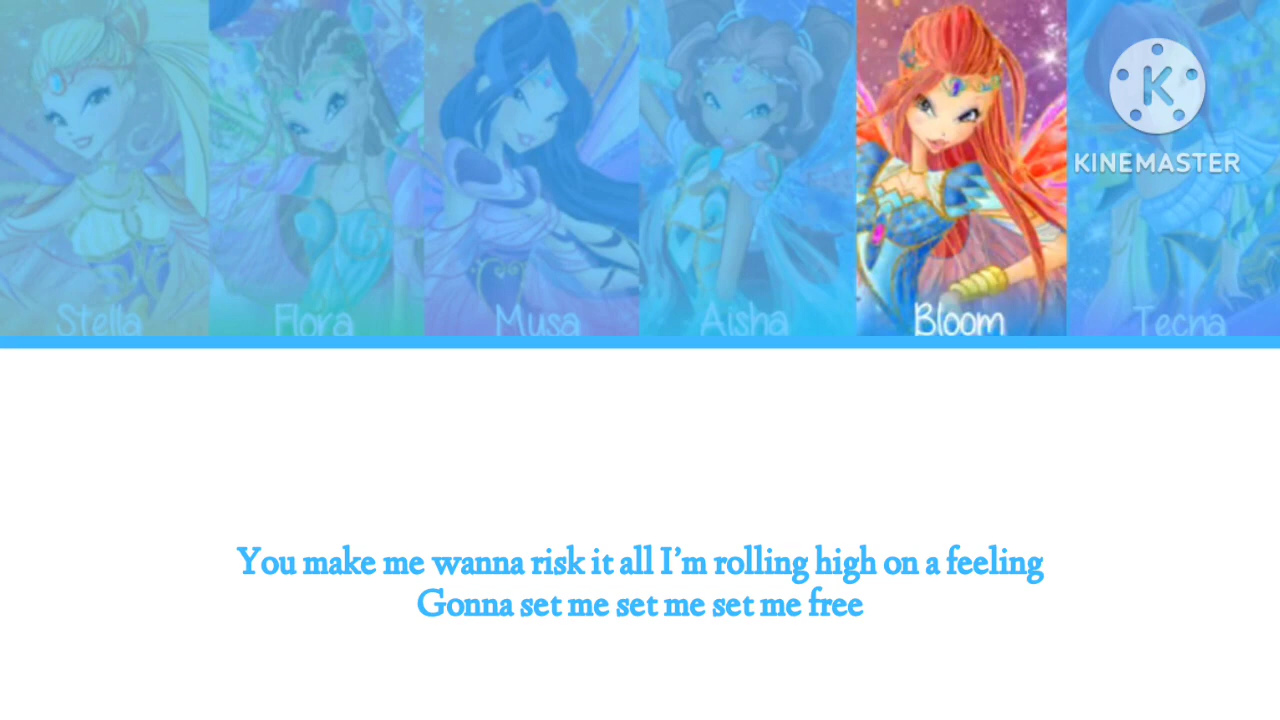 KINEMASTER
Stella Flora Musa Aisha Bloom Tecna
You make me wanna risk it all I'm rolling high on a feeling
Gonna set me set me set me free